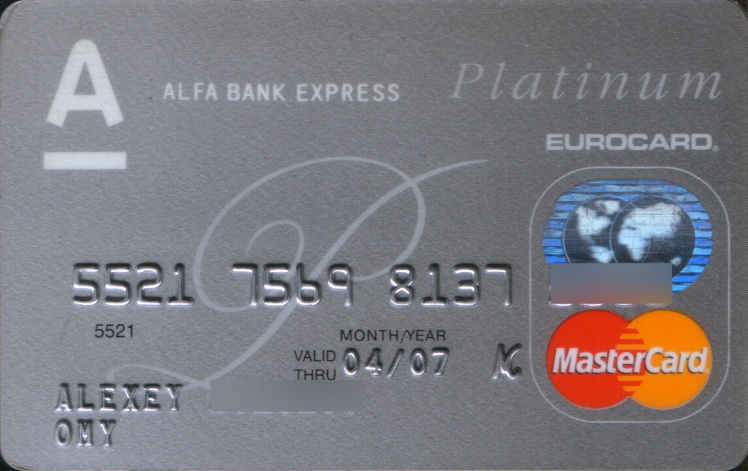 A
ALFA BANK EXPRESS
Platinum
EUROCARD®
5521 7569 8137
5521
MONTH/YEAR
VALID THRU 04/07
MasterCard
ALEXEY
OMY